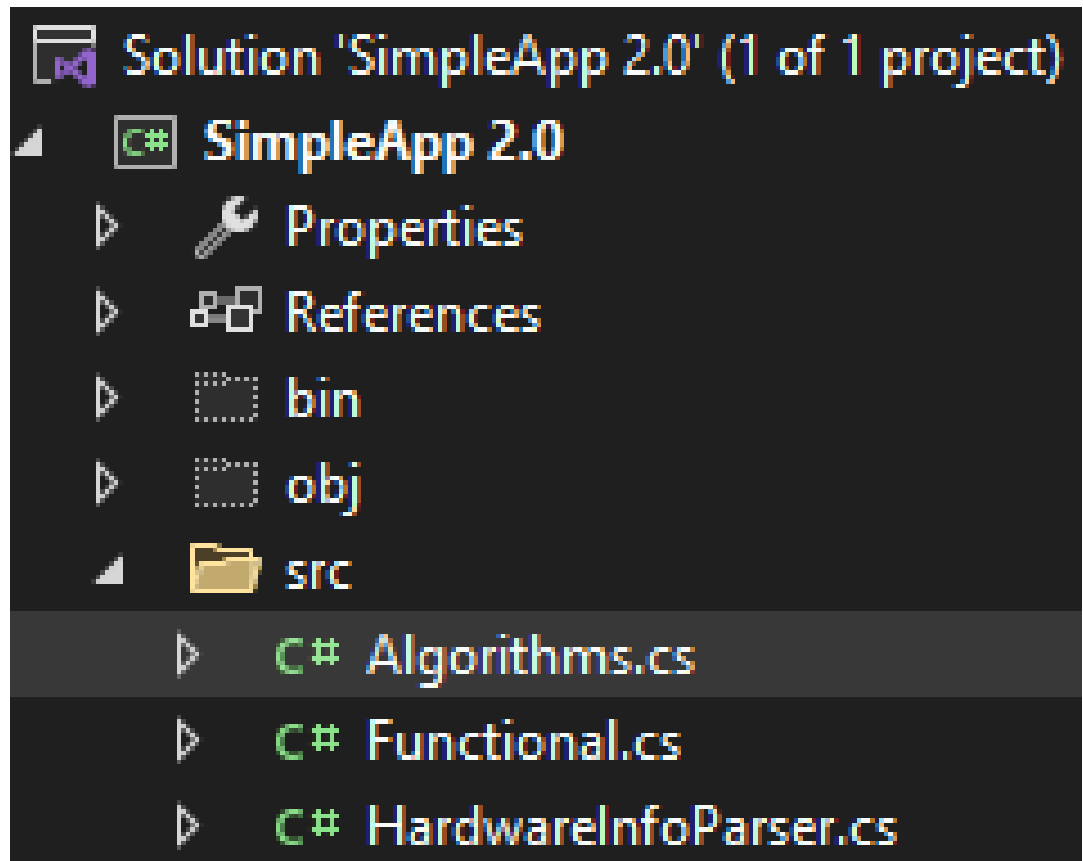 Solution 'SimpleApp 2.0' (1 of 1 project)
C# SimpleApp 2.0
Properties
References
bin
obj
src
C# Algorithms.cs
C# Functional.cs
C# HardwareInfoParser.cs